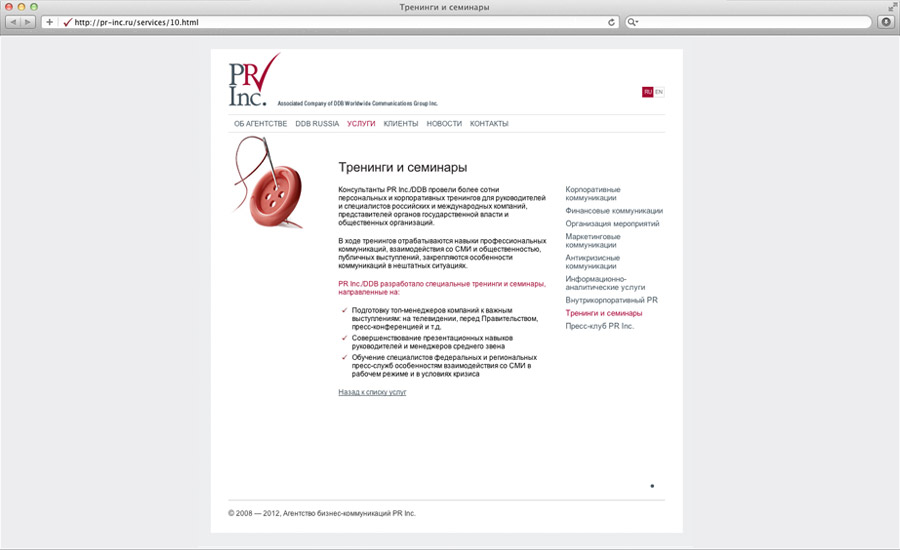 Тренинги и семинары
http://pr-inc.ru/services/10.html
PR
Inc.
Associated Company of DDB Worldwide Communications Group Inc.
RU EN
ОБ АГЕНТСТВЕ DDB RUSSIA УСЛУГИ КЛИЕНТЫ НОВОСТИ КОНТАКТЫ
Тренинги и семинары
Консультанты PR Inc./DDB провели более сотни
персональных и корпоративных тренингов для руководителей
и специалистов российских и международных компаний,
представителей органов государственной власти и
общественных организаций.
В ходе тренингов отрабатываются навыки профессиональных
коммуникаций, взаимодействия со СМИ и общественностью,
публичных выступлений, закрепляются особенности
коммуникаций в нештатных ситуациях.
PR Inc./DDB разработало специальные тренинги и семинары,
направленные на:
Подготовку топ-менеджеров компаний к важным
выступлениям: на телевидении, перед Правительством,
пресс-конференцией и т.д.
Совершенствование презентационных навыков
руководителей и менеджеров среднего звена
Обучение специалистов федеральных и региональных
пресс-служб особенностям взаимодействия со СМИ в
рабочем режиме и в условиях кризиса
Назад к списку услуг
Корпоративные
коммуникации
Финансовые коммуникации
Организация мероприятий
Маркетинговые
коммуникации
Антикризисные
коммуникации
Информационно-
аналитические услуги
Внутрикорпоративный PR
Тренинги и семинары
Пресс-клуб PR Inc.
© 2008 — 2012, Агентство бизнес-коммуникаций PR Inc.